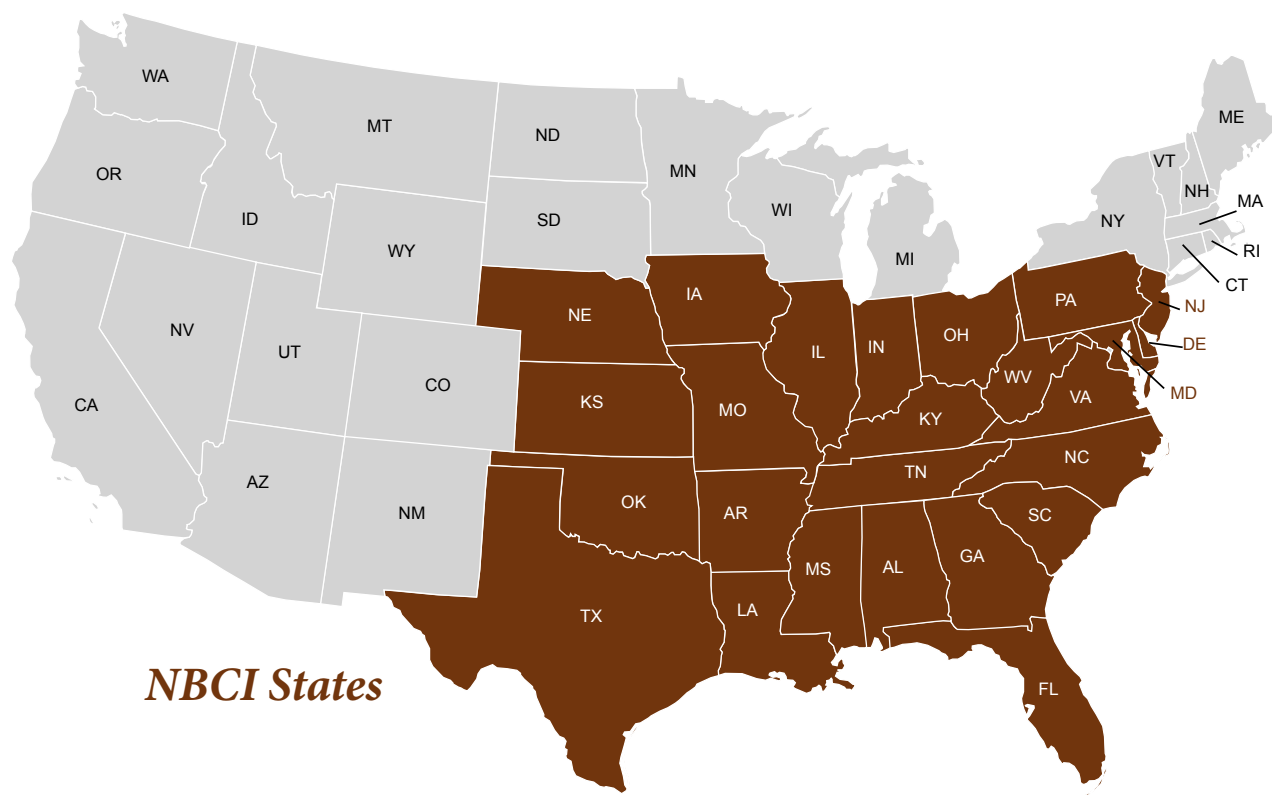 WA
MT
ND
MN
ME
OR
ID
SD
WI
VT
NH
MA
NY
WY
MI
RI
CT
NV
UT
CO
CA
AZ
NM
NE
IA
PA
NJ
IL
IN
OH
DE
KS
MO
WV
VA
MD
KY
TN
NC
OK
AR
SC
MS
AL
GA
TX
LA
FL
NBCI States